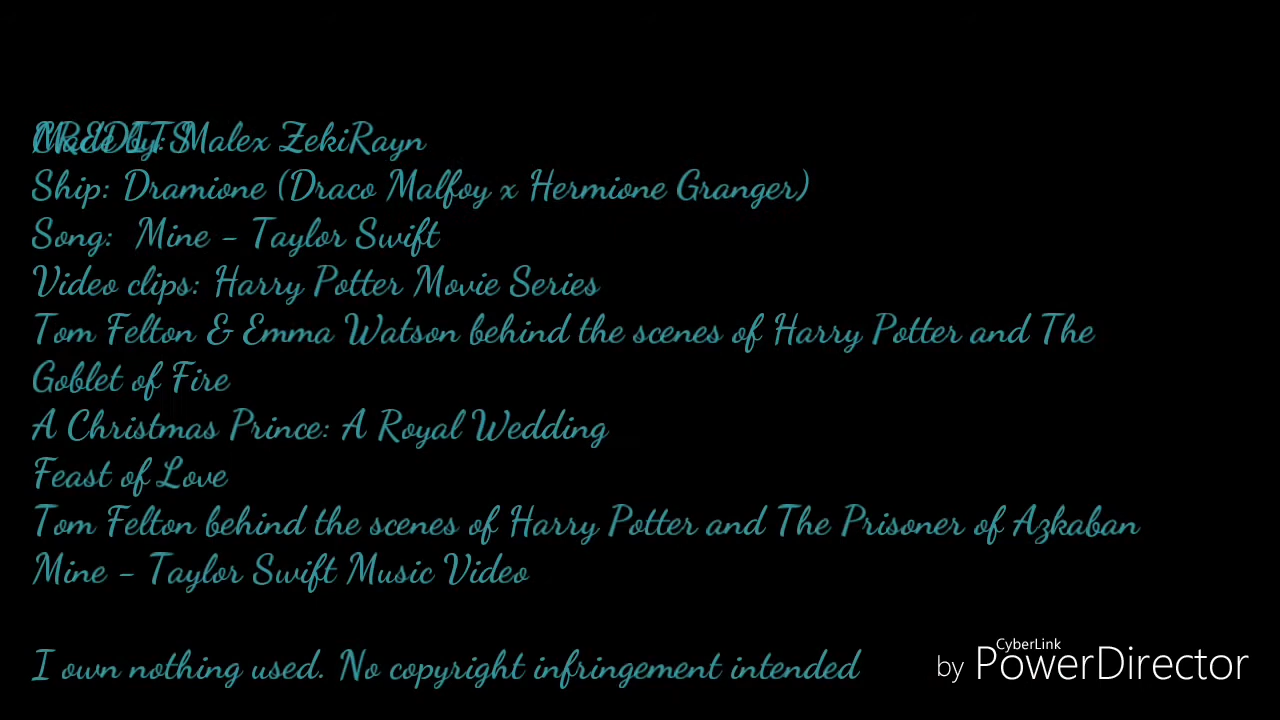 CREDITS
Made by: Malex ZekiRayn
Ship: Dramione (Draco Malfoy x Hermione Granger)
Song:  Mine - Taylor Swift
Video clips: Harry Potter Movie Series
Tom Felton & Emma Watson behind the scenes of Harry Potter and The
Goblet of Fire
A Christmas Prince: A Royal Wedding
Feast of Love
Tom Felton behind the scenes of Harry Potter and The Prisoner of Azkaban
Mine - Taylor Swift Music Video
I own nothing used. No copyright infringement intended
CyberLink
by PowerDirector